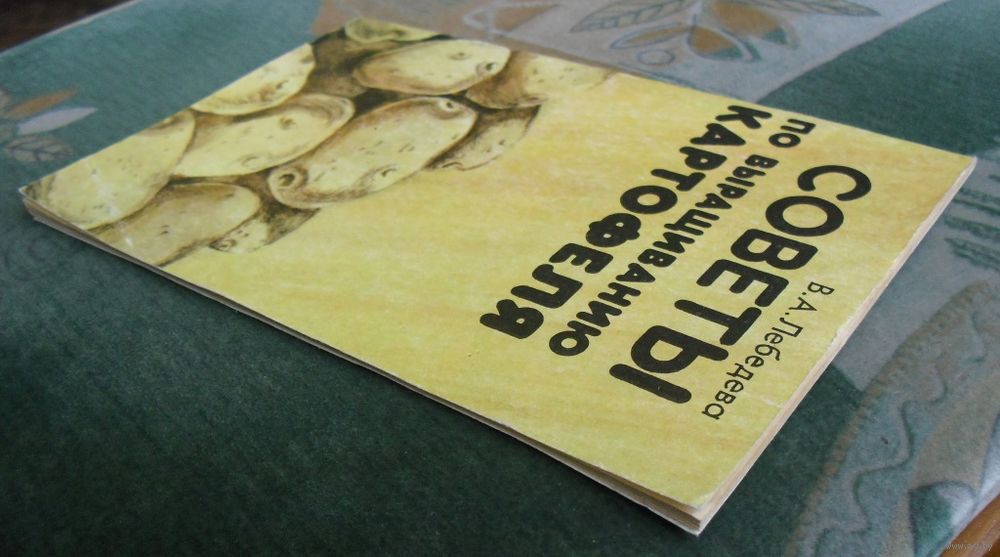 В.А.Лебедева
СОВЕТЫ
ПО ВЫРАЩИВАНИЮ
КАРТОФЕЛЯ